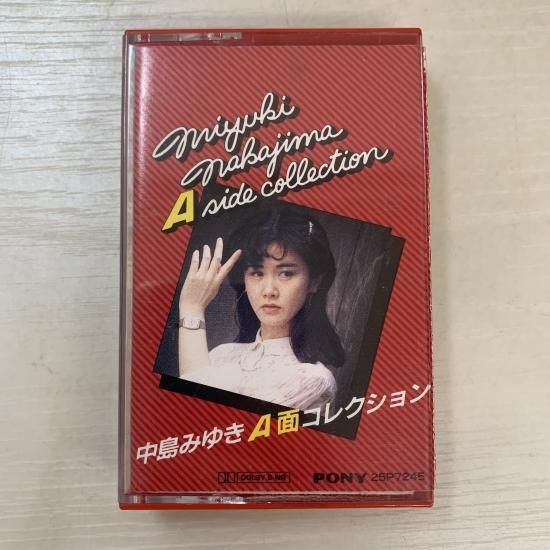 miyuki
nakajima
A side collection
中島みゆき A面コレクション
DOLBY B NR
PONY 25P7245